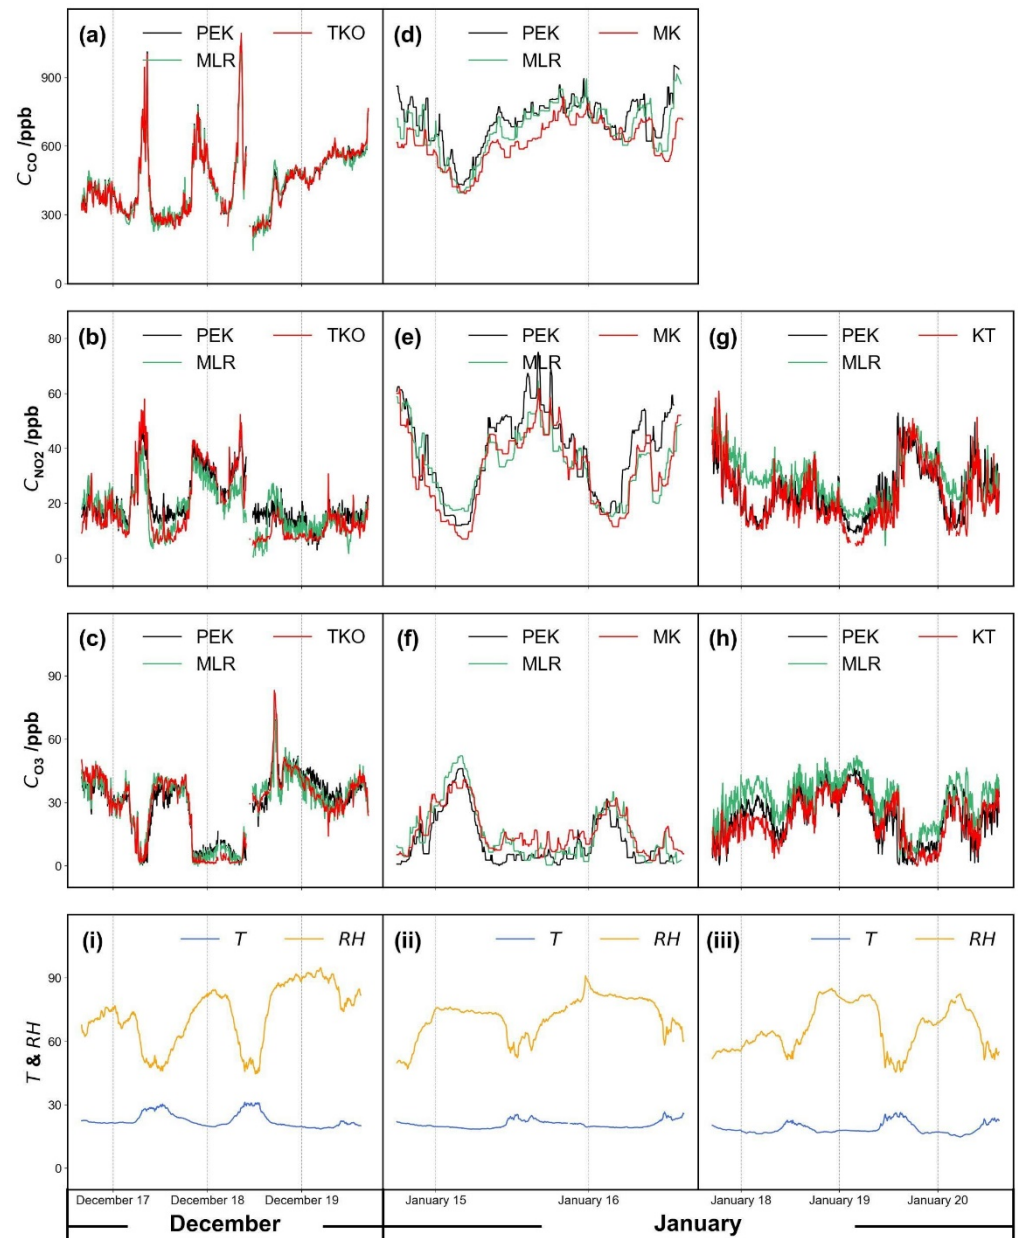 (a) PEK TKO
MLR
(d) PEK MK
MLR
C_CO /ppb
900
600
300
0
(b) PEK TKO
MLR
(e) PEK MK
MLR
(g) PEK KT
MLR
C_NO2 /ppb
80
60
40
20
0
(c) PEK TKO
MLR
(f) PEK MK
MLR
(h) PEK KT
MLR
C_O3 /ppb
90
60
30
0
(i) T RH
(ii) T RH
(iii) T RH
T & RH
90
60
30
0
December 17 December 18 December 19 January 15 January 16 January 18 January 19 January 20
December January